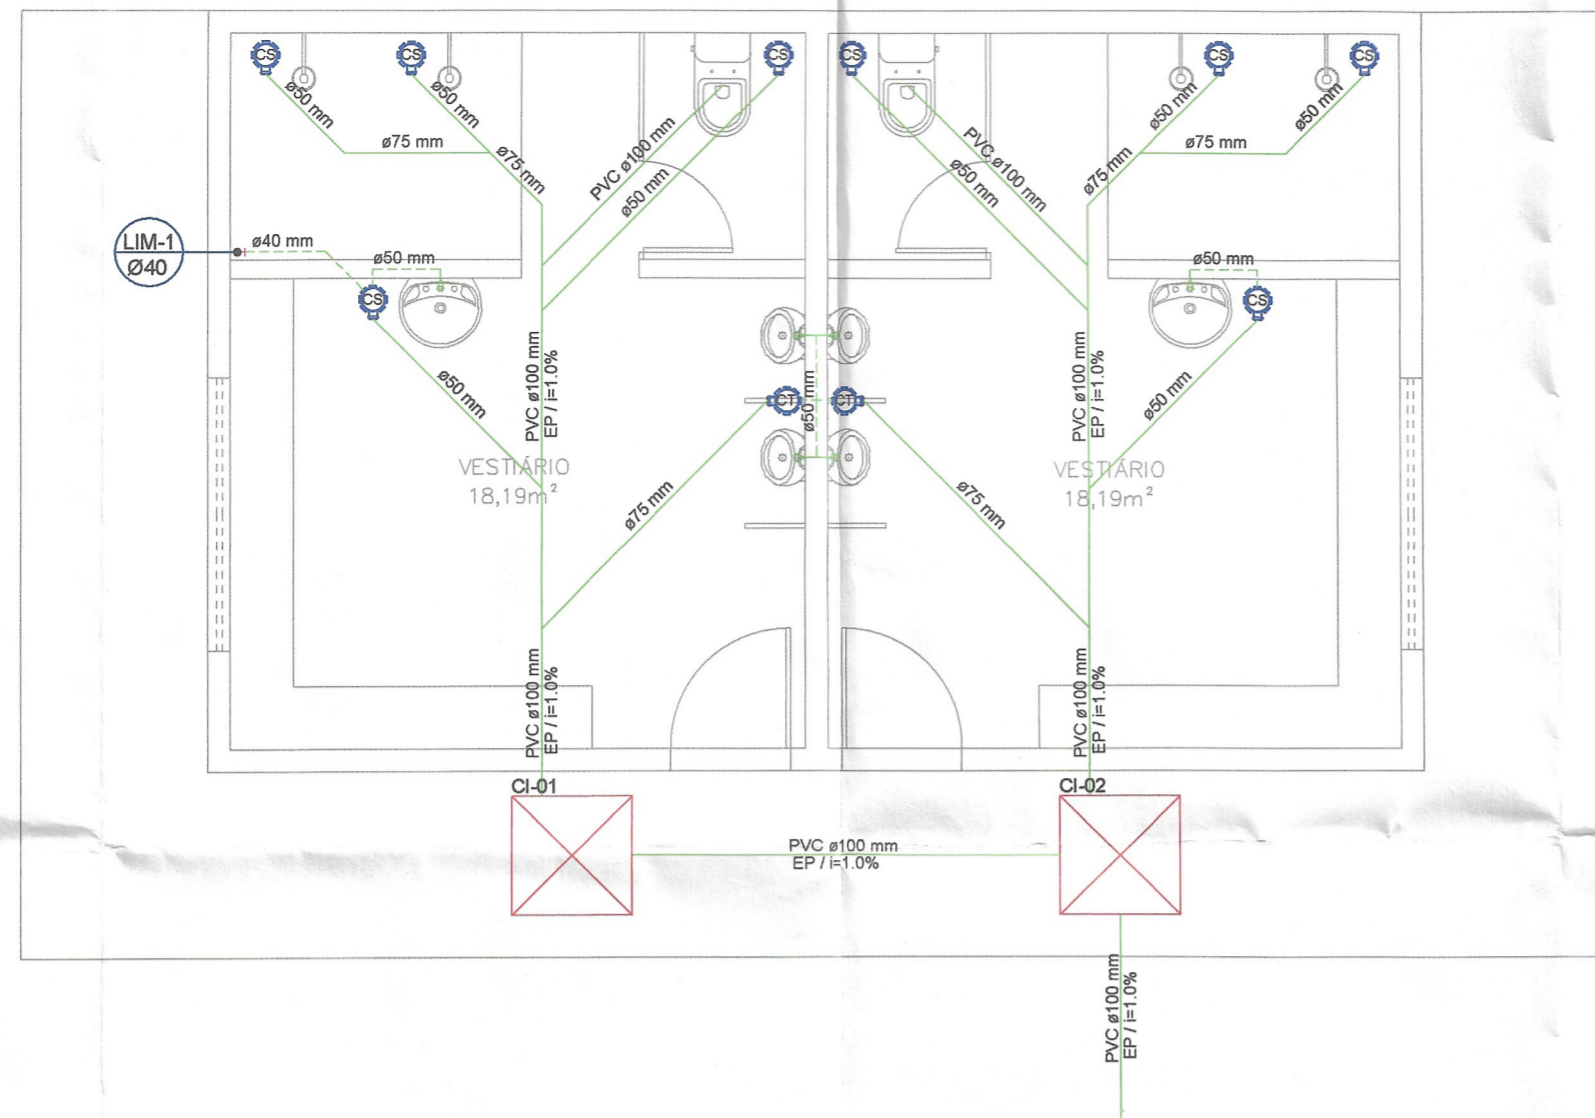 CS
CS
CS
CS
CS
CS
ø50 mm
ø50 mm
ø50 mm
ø50 mm
ø75 mm
ø75 mm
ø75 mm
ø75 mm
PVC ø100 mm
ø50 mm
PVC ø100 mm
ø50 mm
LIM-1
Ø40
ø40 mm
ø50 mm
CS
ø50 mm
CS
ø50 mm
PVC ø100 mm
EP / i=1.0%
ø50 mm
CT
CT
PVC ø100 mm
EP / i=1.0%
ø50 mm
VESTIÁRIO
18,19m²
VESTIÁRIO
18,19m²
ø75 mm
ø75 mm
PVC ø100 mm
EP / i=1.0%
PVC ø100 mm
EP / i=1.0%
CI-01
CI-02
PVC ø100 mm
EP / i=1.0%
PVC ø100 mm
EP / i=1.0%